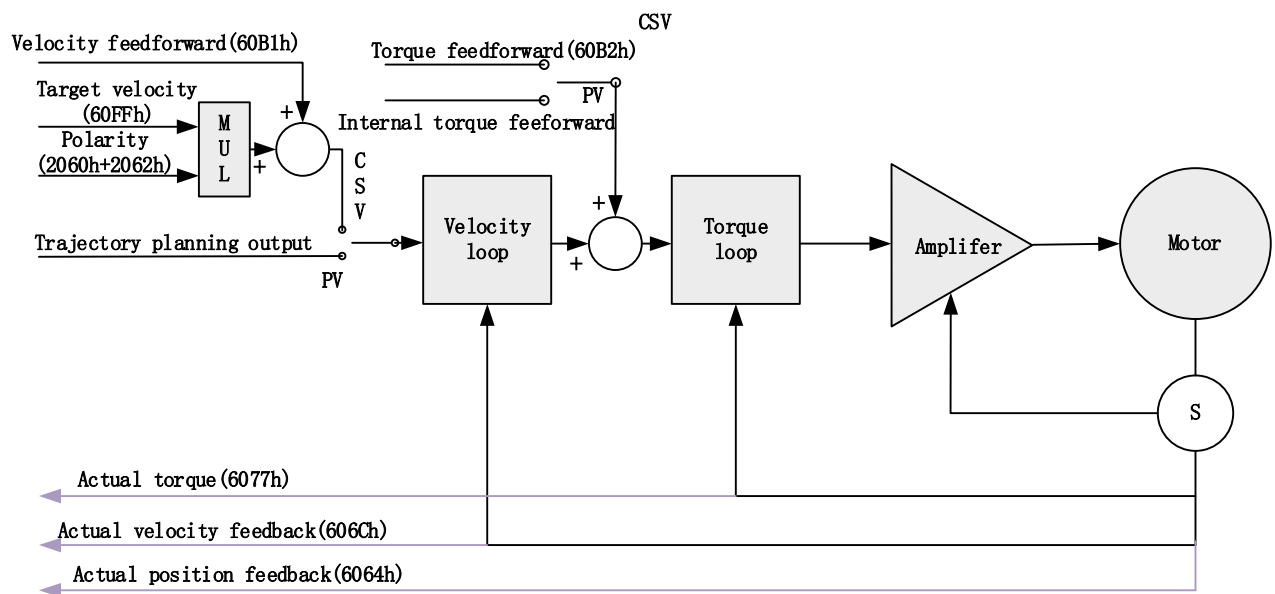 CSV
Velocity feedforward(60B1h)
Torque feedforward(60B2h)
Target velocity
(60FFh)
PV
Internal torque feeforward
Polarity
(2060h+2062h)
+
+
M
U
L
C
S
V
Trajectory planning output
PV
Velocity
loop
+
+
Torque
loop
Amplifer
Motor
S
Actual torque(6077h)
Actual velocity feedback(606Ch)
Actual position feedback(6064h)